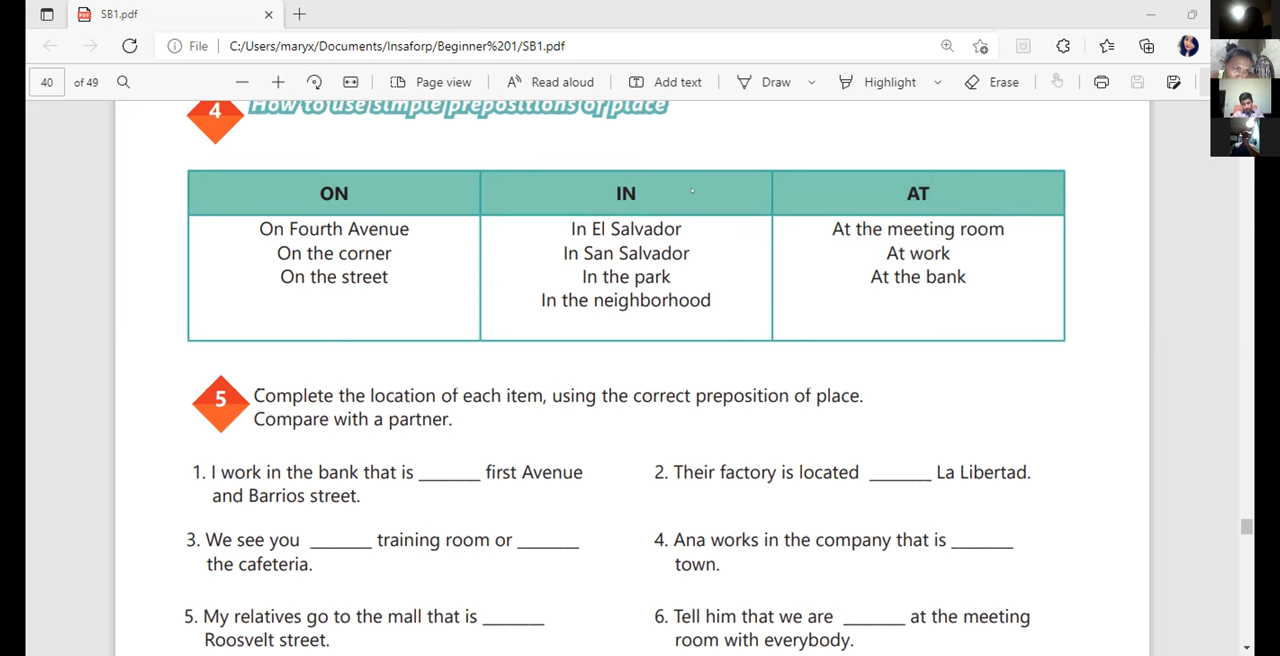 SB1.pdf
File
C:/Users/maryx/Documents/Insaforp/Beginner%201/SB1.pdf
40 of 49
Page view
Read aloud
Add text
Draw
Highlight
Erase
4 How to use simple prepositions of place
ON IN AT
On Fourth Avenue In El Salvador At the meeting room
On the corner In San Salvador At work
On the street In the park At the bank
In the neighborhood
5 Complete the location of each item, using the correct preposition of place.
Compare with a partner.
1. I work in the bank that is _______ first Avenue
and Barrios street.
2. Their factory is located _______ La Libertad.
3. We see you _______ training room or _______
the cafeteria.
4. Ana works in the company that is _______
town.
5. My relatives go to the mall that is _______
Roosvelt street.
6. Tell him that we are _______ at the meeting
room with everybody.